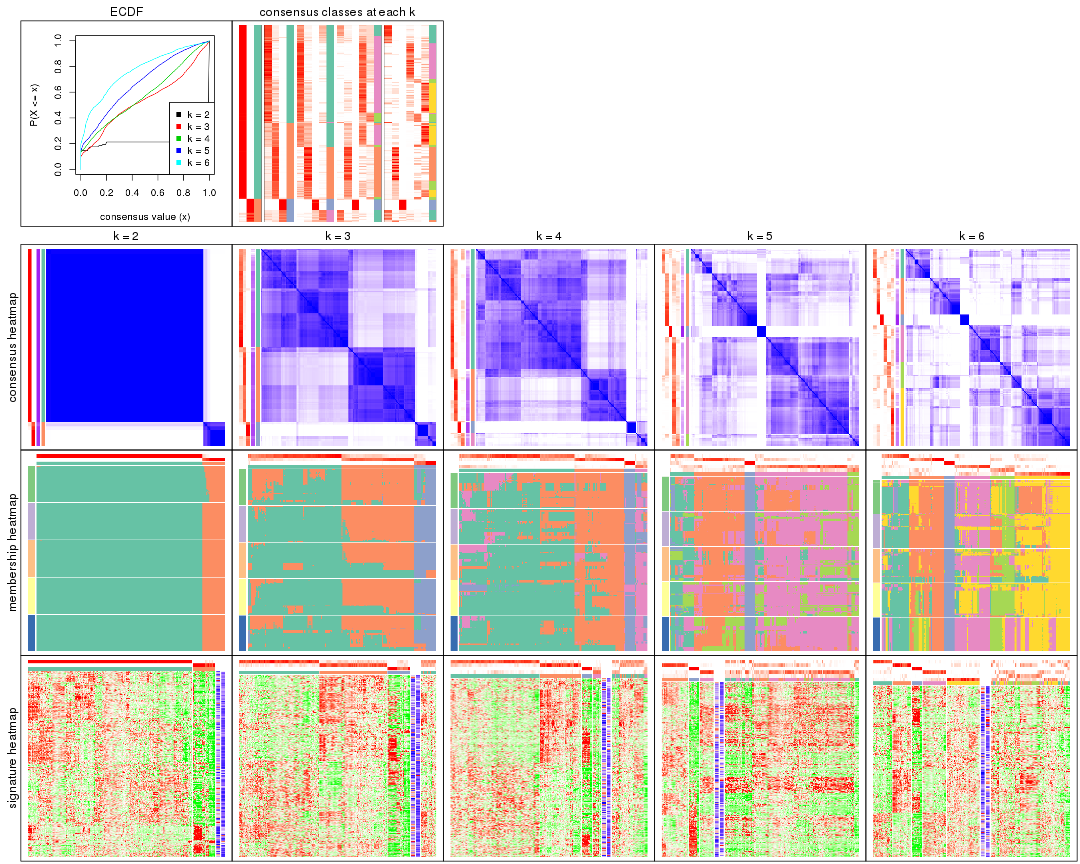 ECDF
consensus classes at each k
P(X <= x)
0.0 0.2 0.4 0.6 0.8 1.0
k = 2
k = 3
k = 4
k = 5
k = 6
0.0 0.2 0.4 0.6 0.8 1.0
consensus value (x)
k = 2
k = 3
k = 4
k = 5
k = 6
consensus heatmap
membership heatmap
signature heatmap